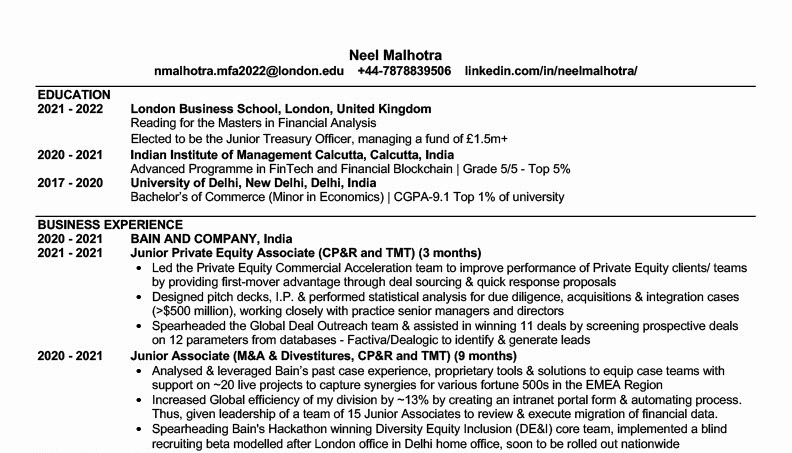 Neel Malhotra
nmalhotra.mfa2022@london.edu +44-7878839506 linkedin.com/in/neelmalhotra/
EDUCATION
2021 - 2022 London Business School, London, United Kingdom
Reading for the Masters in Financial Analysis
Elected to be the Junior Treasury Officer, managing a fund of £1.5m+
2020 - 2021 Indian Institute of Management Calcutta, Calcutta, India
Advanced Programme in FinTech and Financial Blockchain | Grade 5/5 - Top 5%
2017 - 2020 University of Delhi, New Delhi, Delhi, India
Bachelor's of Commerce (Minor in Economics) | CGPA-9.1 Top 1% of university
BUSINESS EXPERIENCE
2020 - 2021 BAIN AND COMPANY, India
2021 - 2021 Junior Private Equity Associate (CP&R and TMT) (3 months)
• Led the Private Equity Commercial Acceleration team to improve performance of Private Equity clients/ teams
by providing first-mover advantage through deal sourcing & quick response proposals
• Designed pitch decks, I.P. & performed statistical analysis for due diligence, acquisitions & integration cases
(>$500 million), working closely with practice senior managers and directors
• Spearheaded the Global Deal Outreach team & assisted in winning 11 deals by screening prospective deals
on 12 parameters from databases - Factiva/Dealogic to identify & generate leads
2020 - 2021 Junior Associate (M&A & Divestitures, CP&R and TMT) (9 months)
• Analysed & leveraged Bain's past case experience, proprietary tools & solutions to equip case teams with
support on ~20 live projects to capture synergies for various fortune 500s in the EMEA Region
• Increased Global efficiency of my division by ~13% by creating an intranet portal form & automating process.
Thus, given leadership of a team of 15 Junior Associates to review & execute migration of financial data.
• Spearheading Bain's Hackathon winning Diversity Equity Inclusion (DE&I) core team, implemented a blind
recruiting beta modelled after London office in Delhi home office, soon to be rolled out nationwide